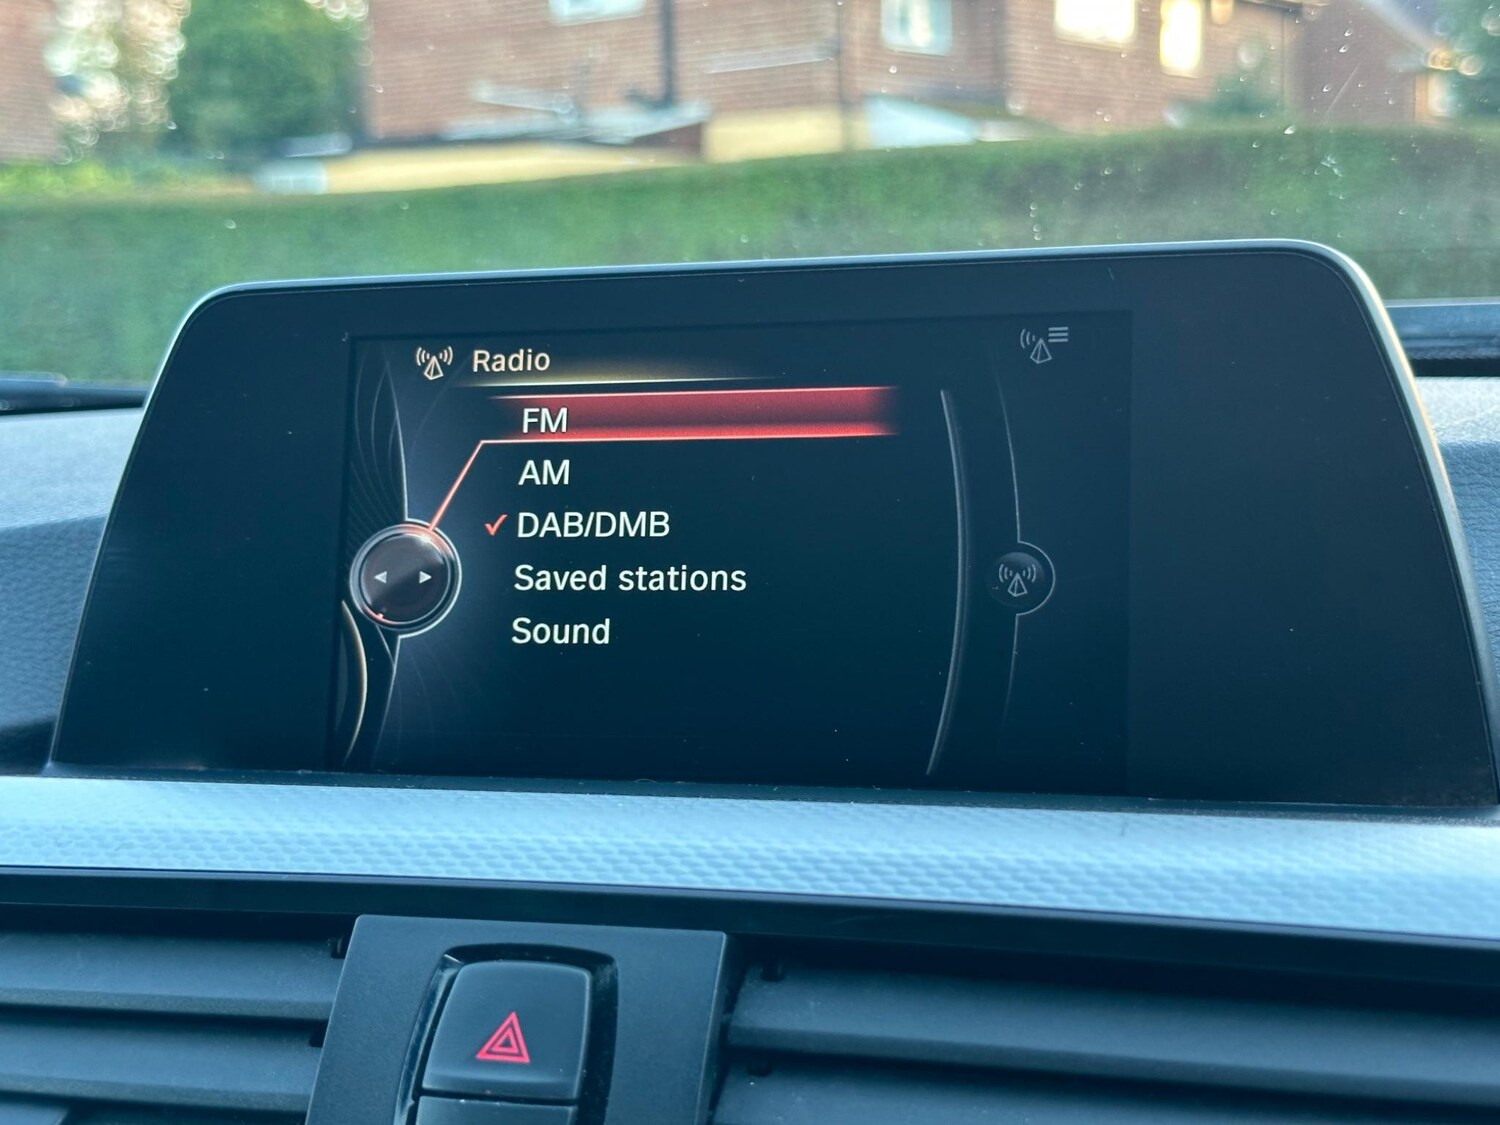 Radio
FM
AM
DAB/DMB
Saved stations
Sound